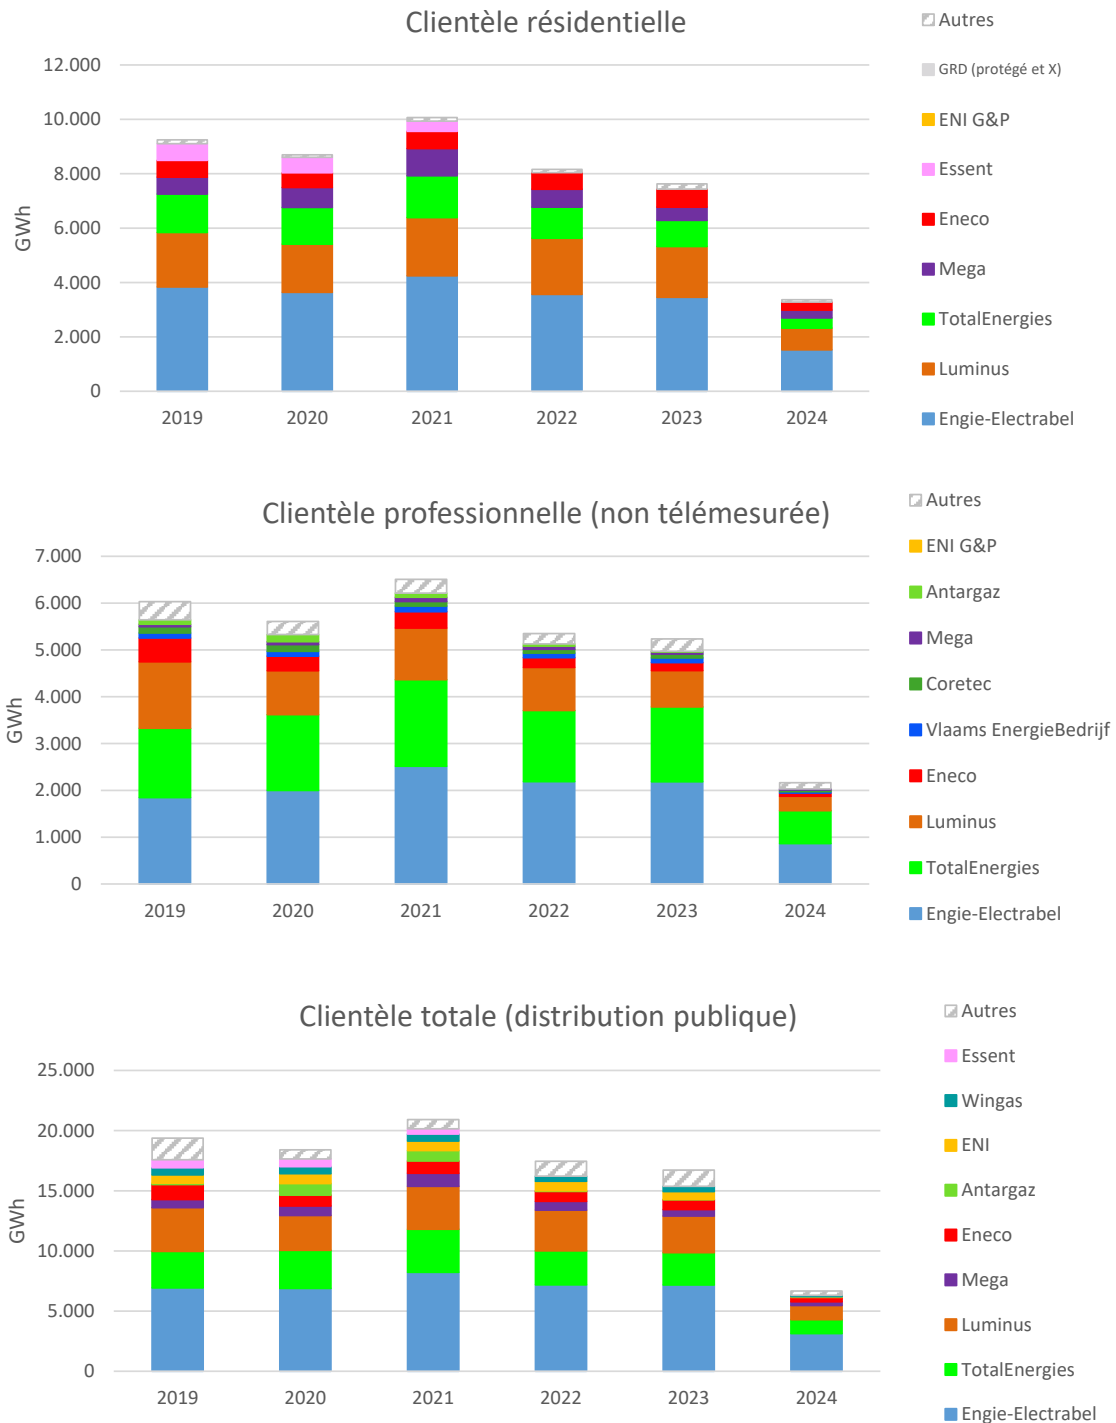 Clientèle résidentielle
GWh
12.000
10.000
8.000
6.000
4.000
2.000
0
2019 2020 2021 2022 2023 2024
Autres
GRD (protégé et X)
ENI G&P
Essent
Eneco
Mega
TotalEnergies
Luminus
Engie-Electrabel
Clientèle professionnelle (non télémesurée)
GWh
7.000
6.000
5.000
4.000
3.000
2.000
1.000
0
2019 2020 2021 2022 2023 2024
Autres
ENI G&P
Antargaz
Mega
Coretec
Vlaams EnergieBedrijf
Eneco
Luminus
TotalEnergies
Engie-Electrabel
Clientèle totale (distribution publique)
GWh
25.000
20.000
15.000
10.000
5.000
0
2019 2020 2021 2022 2023 2024
Autres
Essent
Wingas
ENI
Antargaz
Eneco
Mega
Luminus
TotalEnergies
Engie-Electrabel